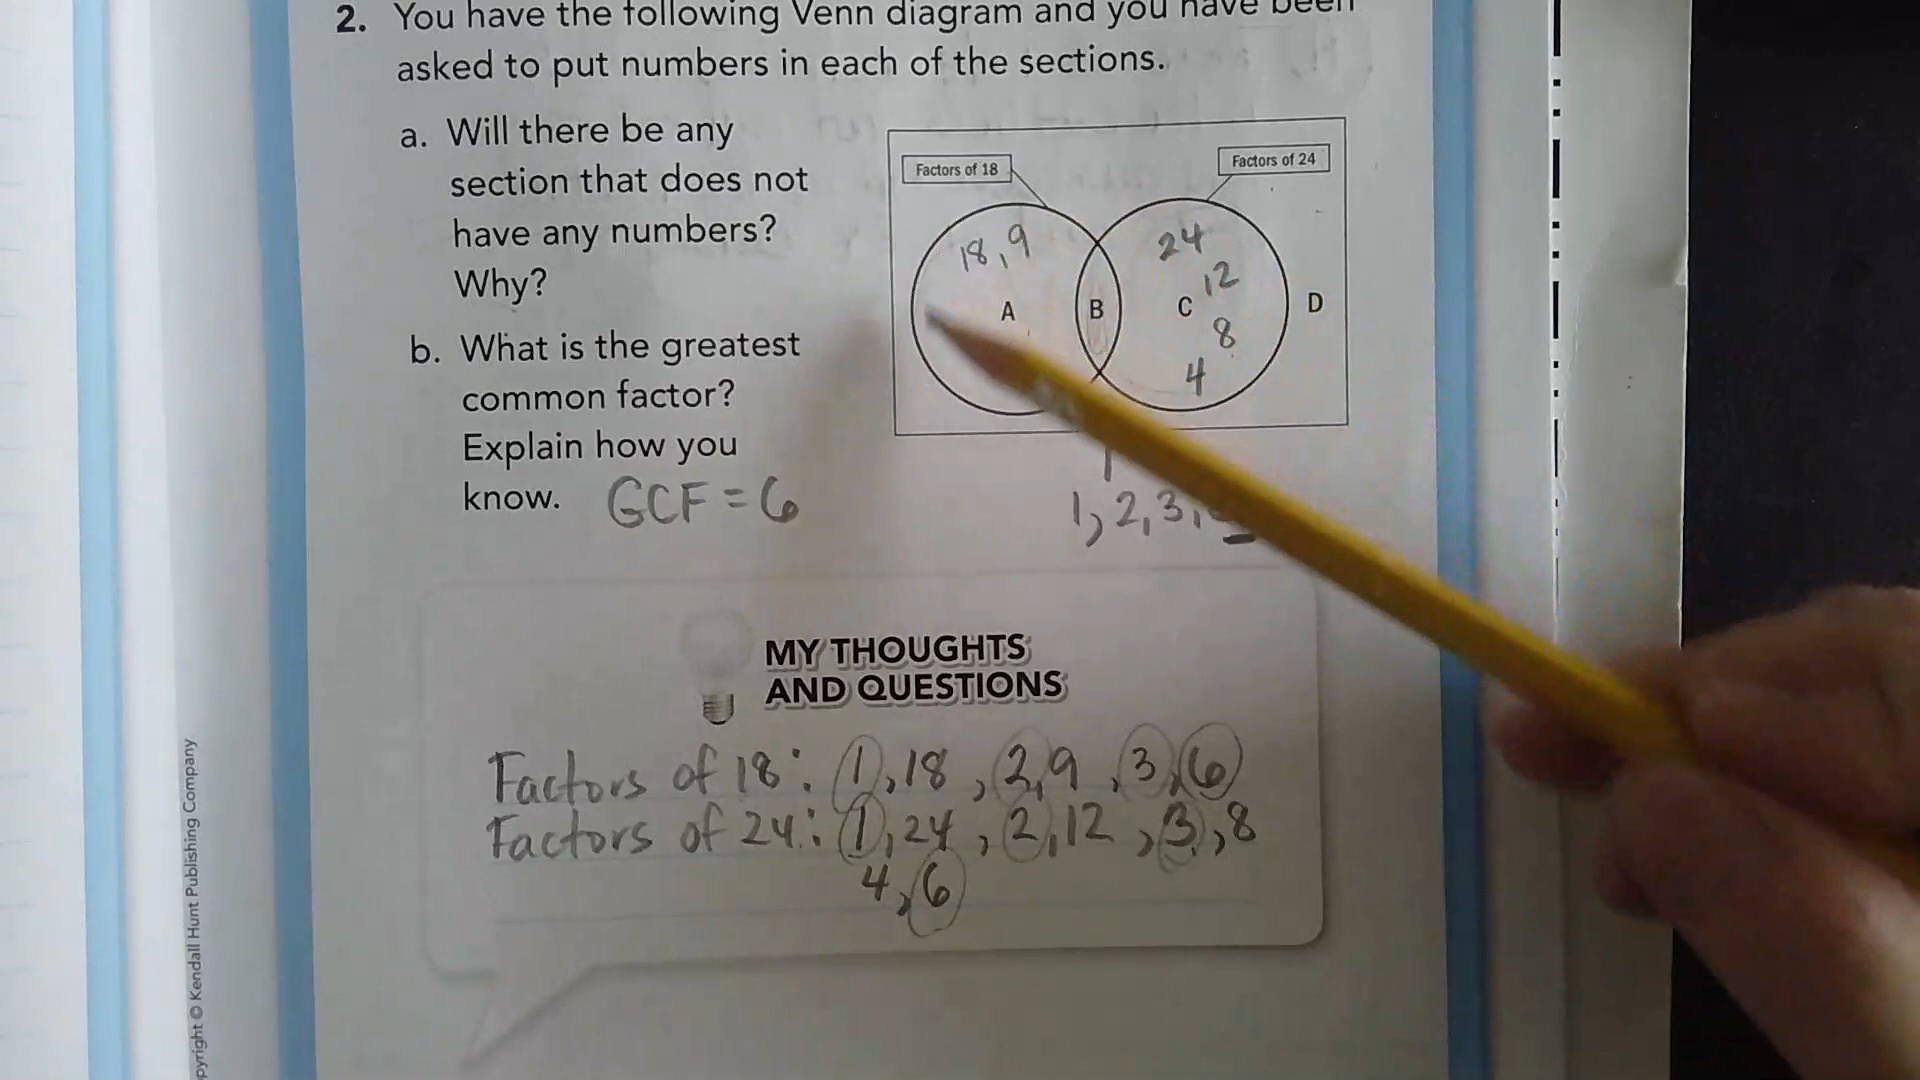 2. You have the following Venn diagram and you have been
asked to put numbers in each of the sections.
a. Will there be any
section that does not
have any numbers?
Why?
b. What is the greatest
common factor?
Explain how you
know. GCF = 6
Factors of 18
Factors of 24
18, 9
24
12
8
4
A
B
C
D
1, 2, 3,
MY THOUGHTS
AND QUESTIONS
Factors of 18: 1, 18, 2, 9, 3, 6
Factors of 24: 1, 24, 2, 12, 3, 8
4, 6
pyright © Kendall Hunt Publishing Company